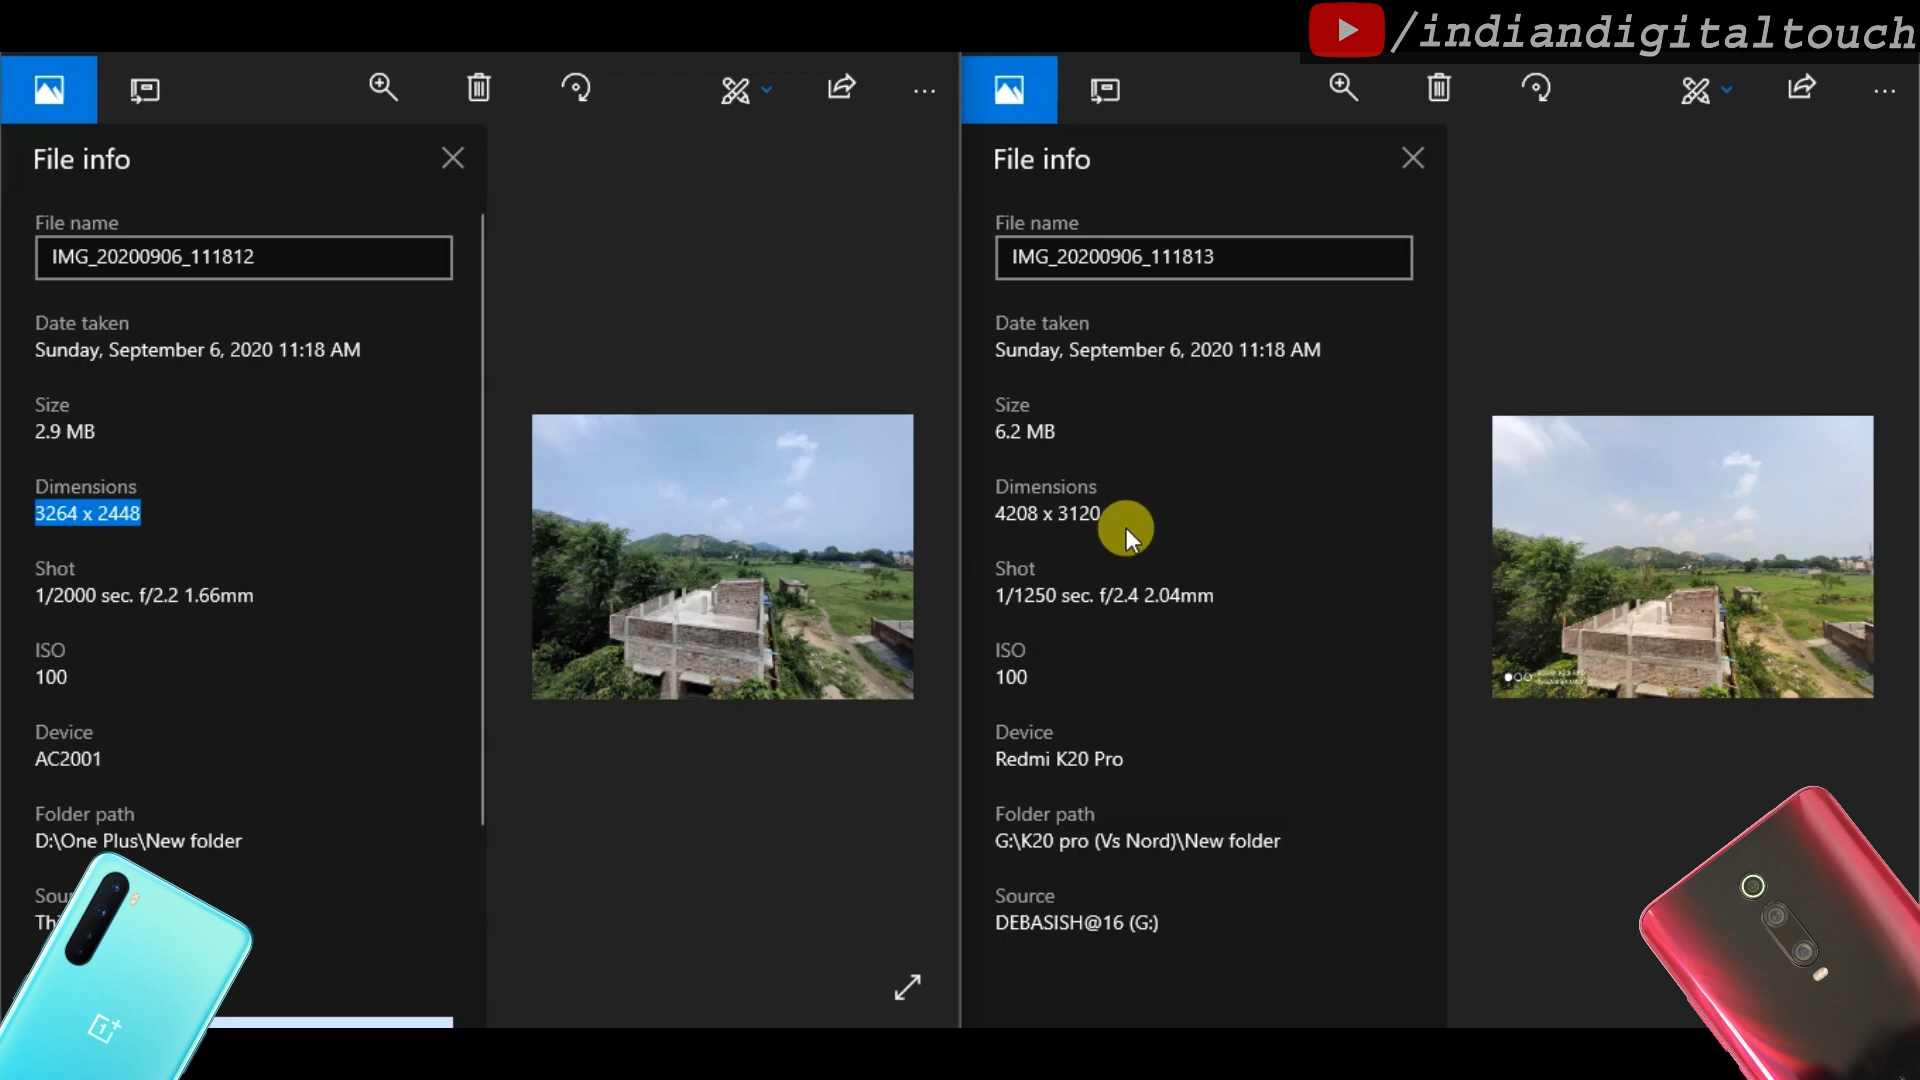 /indiandigitaltouch
File info
File name
IMG_20200906_111812
Date taken
Sunday, September 6, 2020 11:18 AM
Size
2.9 MB
Dimensions
3264 x 2448
Shot
1/2000 sec. f/2.2 1.66mm
ISO
100
Device
AC2001
Folder path
D:\One Plus\New folder
Sou
Thi
File info
File name
IMG_20200906_111813
Date taken
Sunday, September 6, 2020 11:18 AM
Size
6.2 MB
Dimensions
4208 x 3120
Shot
1/1250 sec. f/2.4 2.04mm
ISO
100
Device
Redmi K20 Pro
Folder path
G:\K20 pro (Vs Nord)\New folder
Source
DEBASISH@16 (G:)